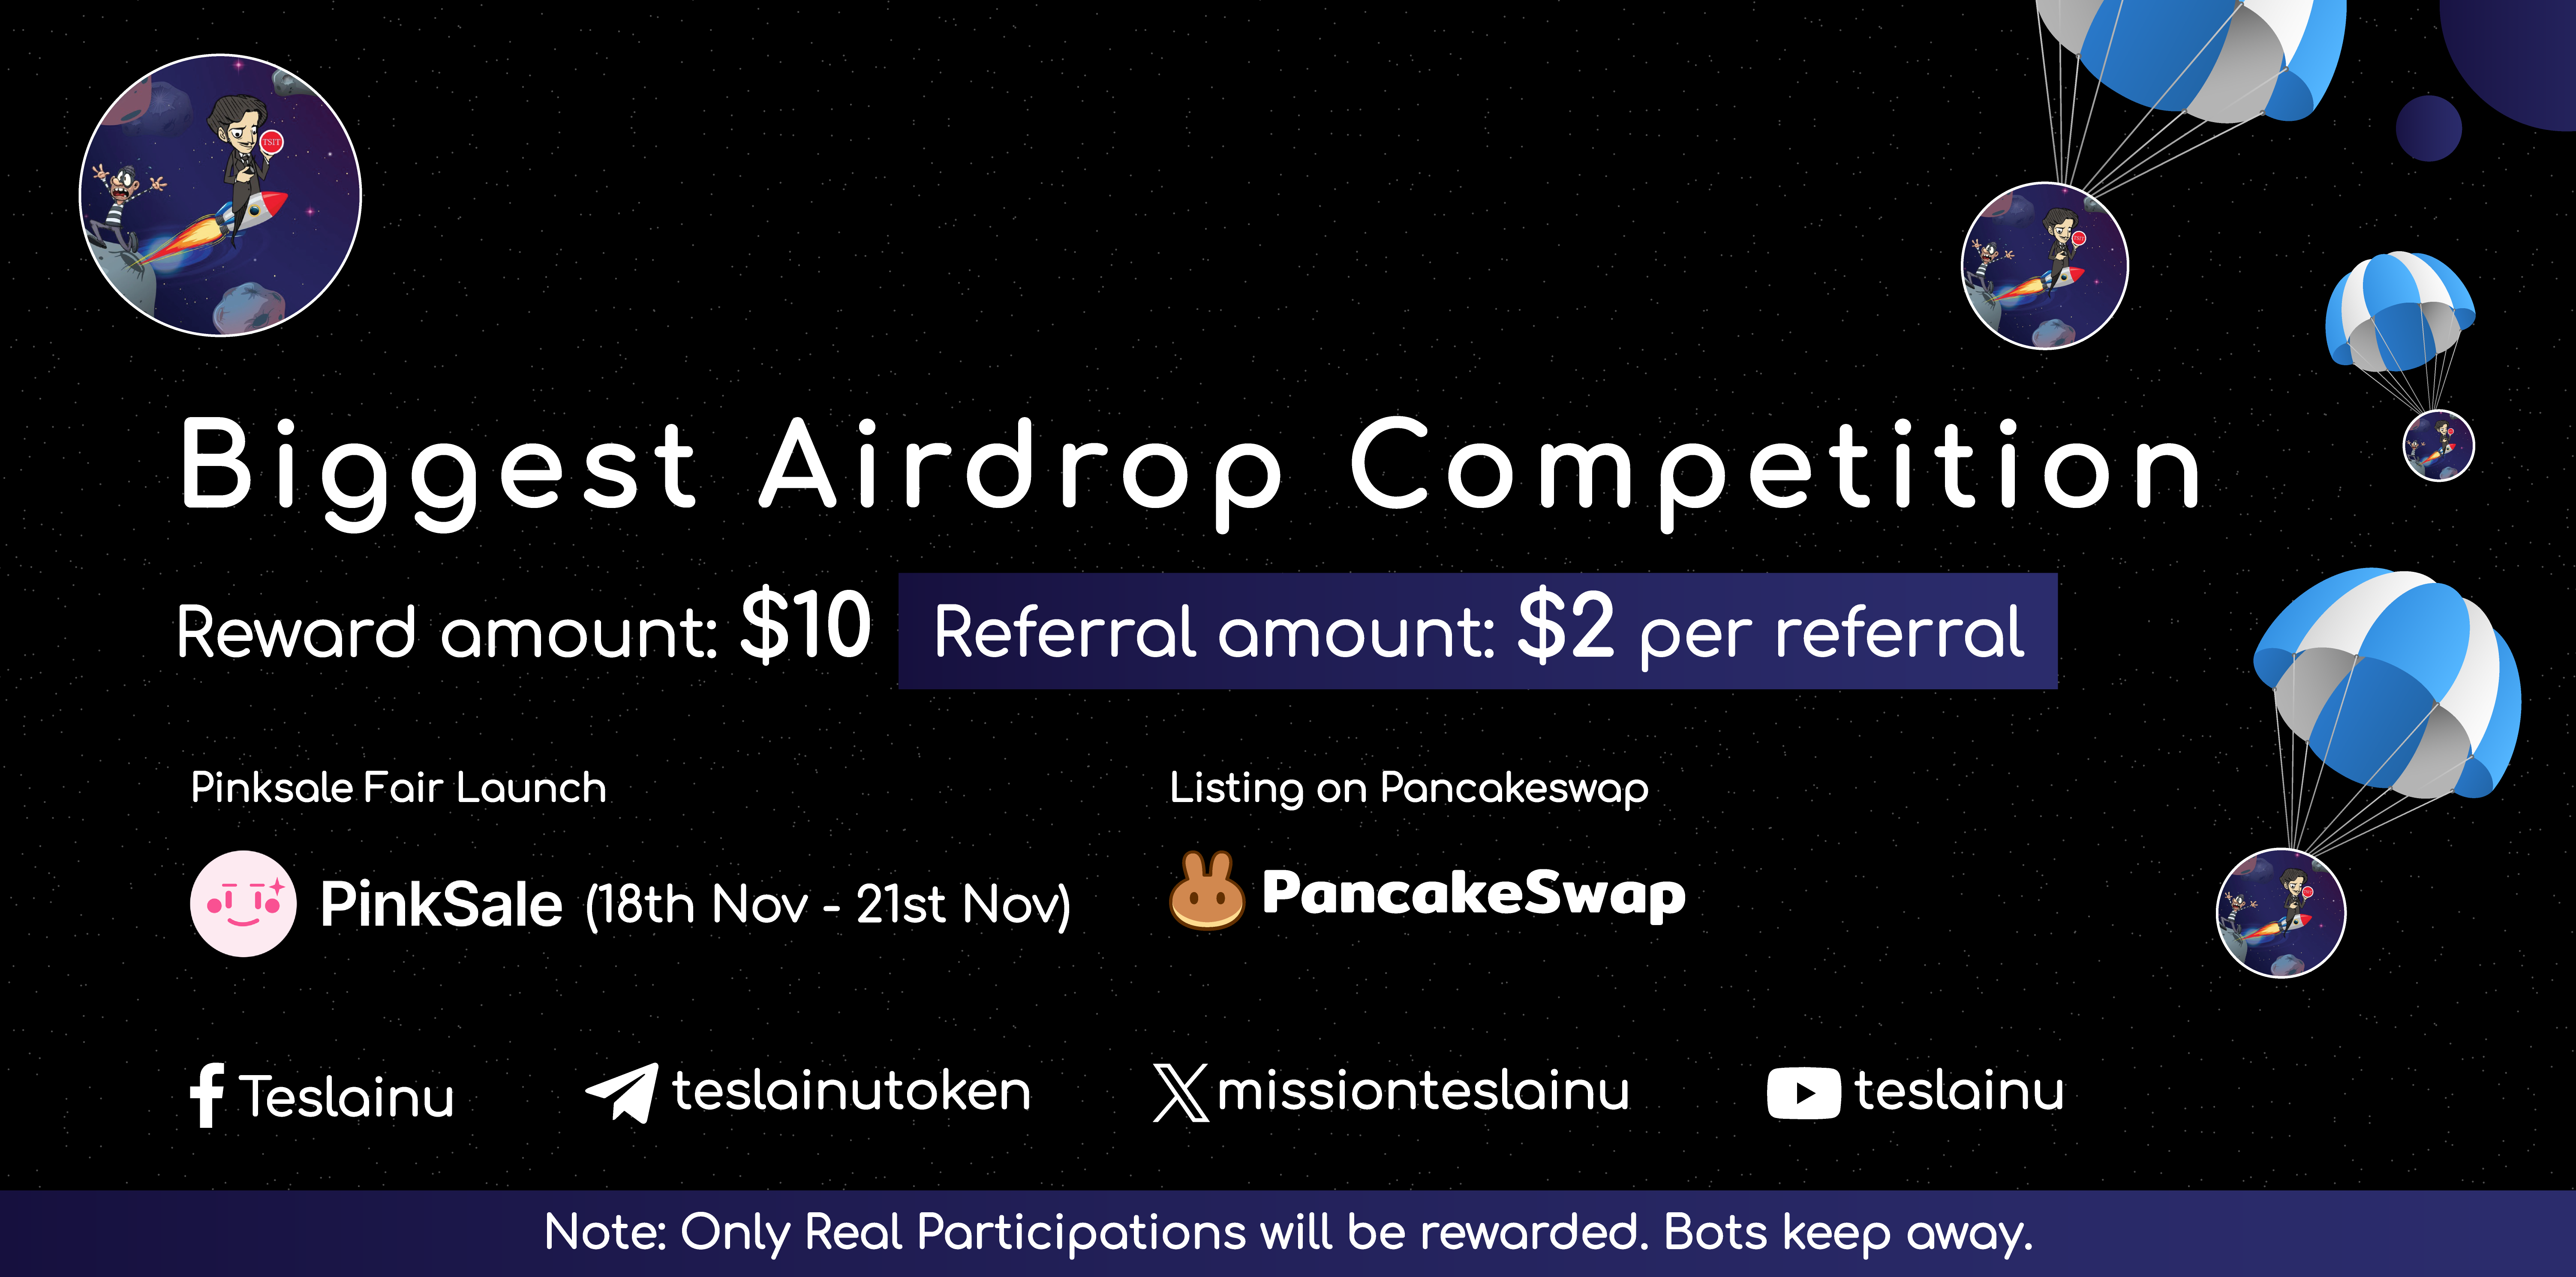 TSIT
Biggest Airdrop Competition
Reward amount: $10 Referral amount: $2 per referral
Pinksale Fair Launch
Listing on Pancakeswap
PinkSale (18th Nov - 21st Nov)
PancakeSwap
Teslainu
teslainutoken
missionteslainu
teslainu
Note: Only Real Participations will be rewarded. Bots keep away.